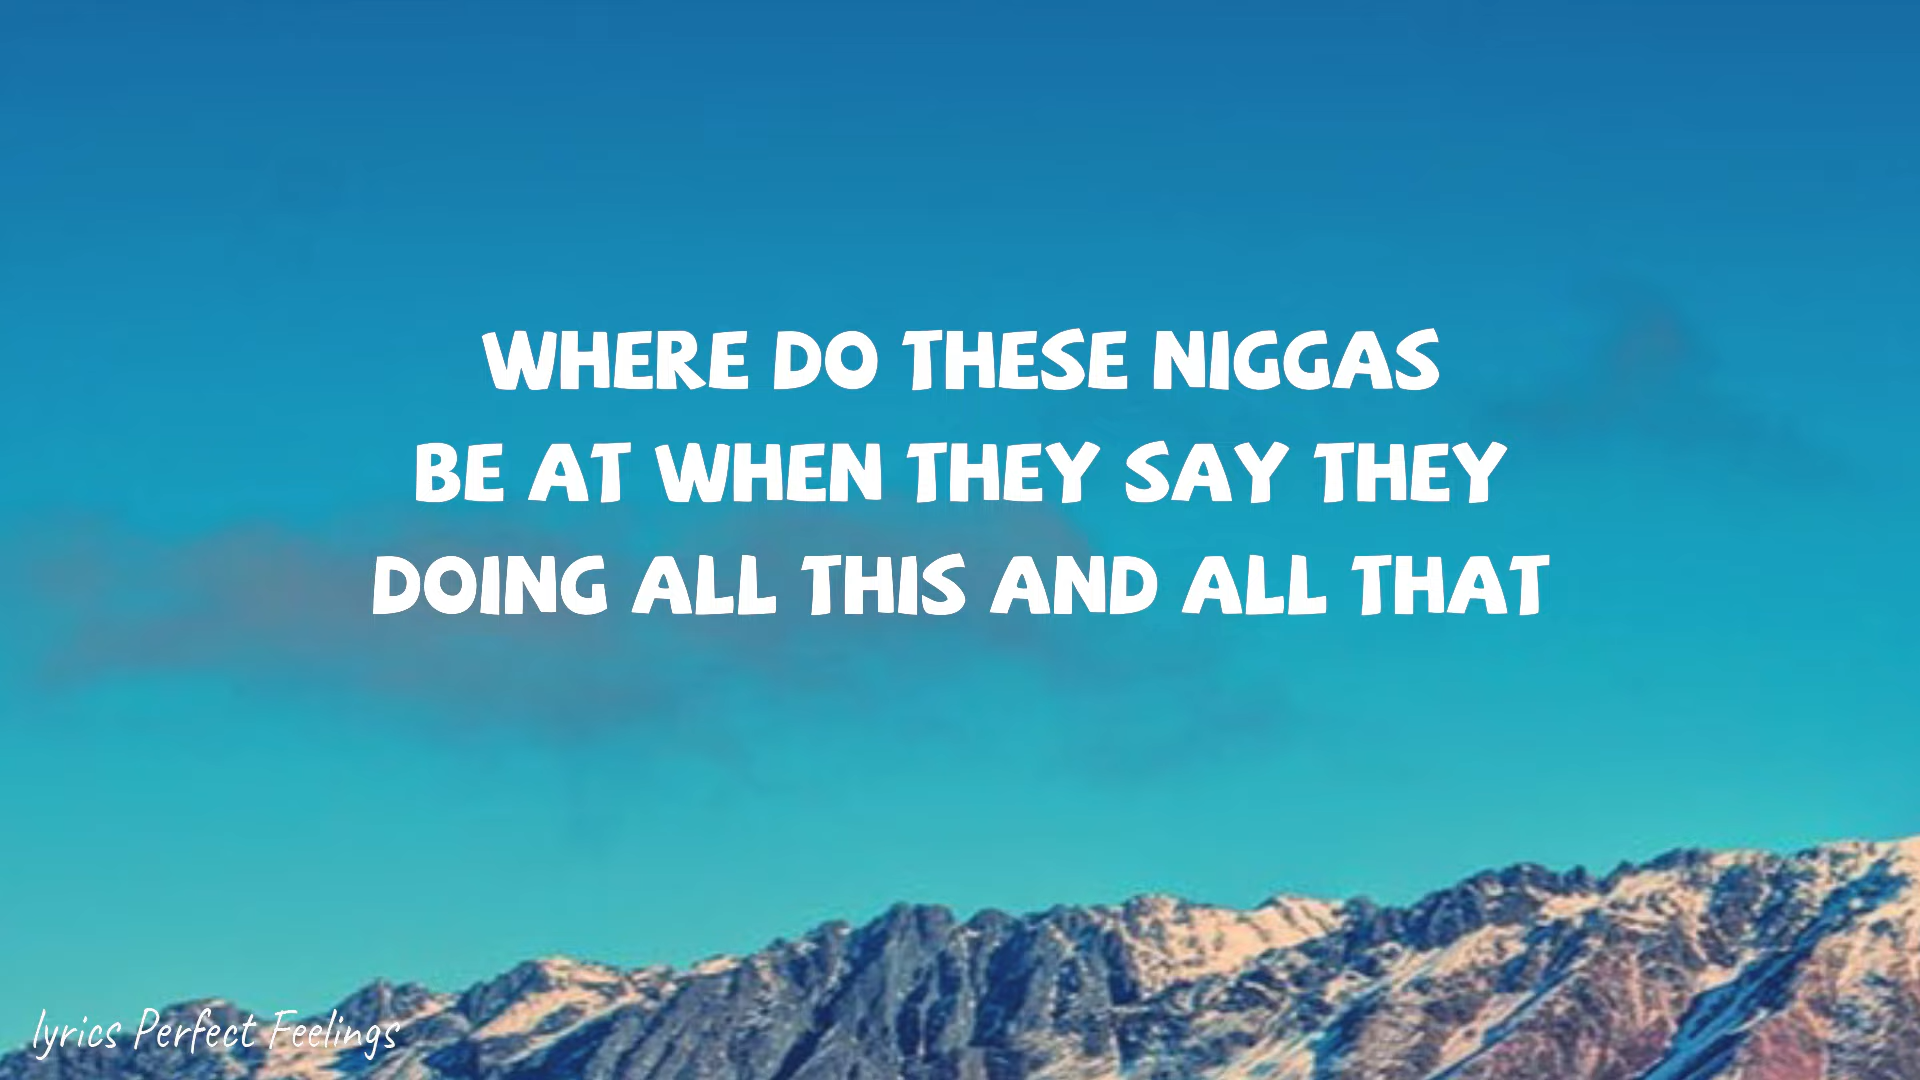 WHERE DO THESE NIGGAS
BE AT WHEN THEY SAY THEY
DOING ALL THIS AND ALL THAT
lyrics Perfect Feelings